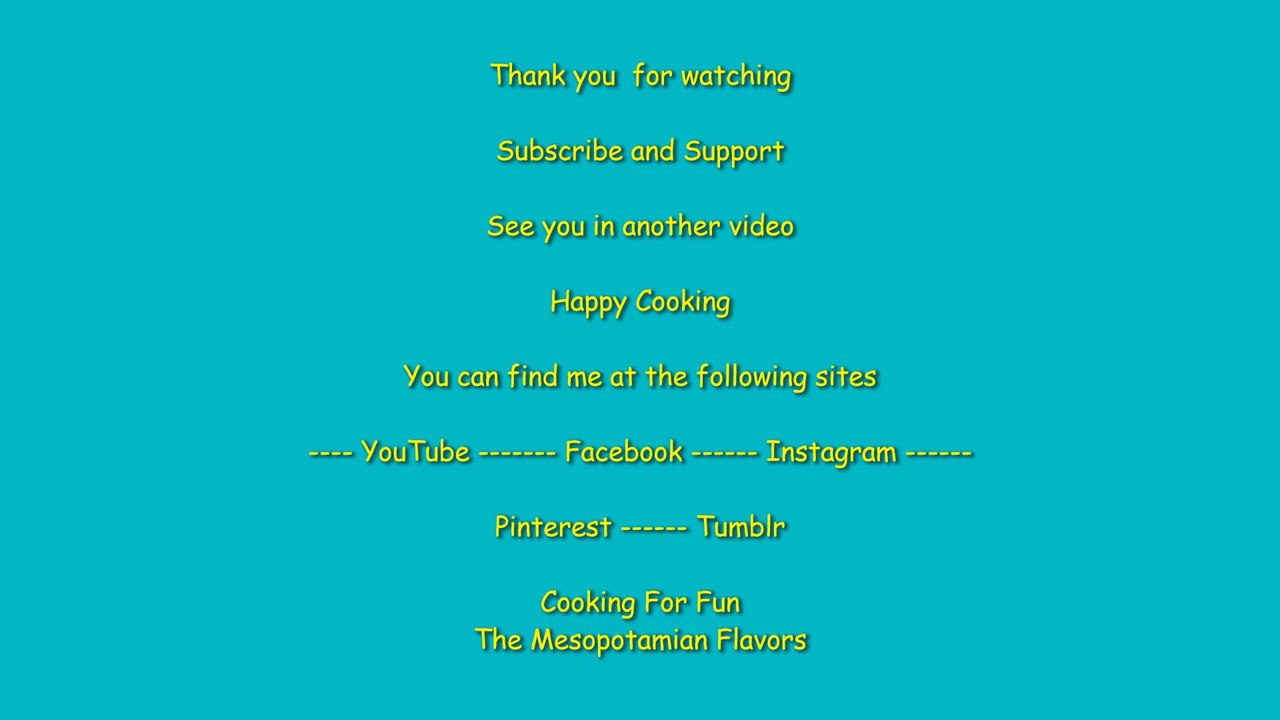 Thank you  for watching
Subscribe and Support
See you in another video
Happy Cooking
You can find me at the following sites
---- YouTube ------- Facebook ------ Instagram ------
Pinterest ------ Tumblr
Cooking For Fun
The Mesopotamian Flavors